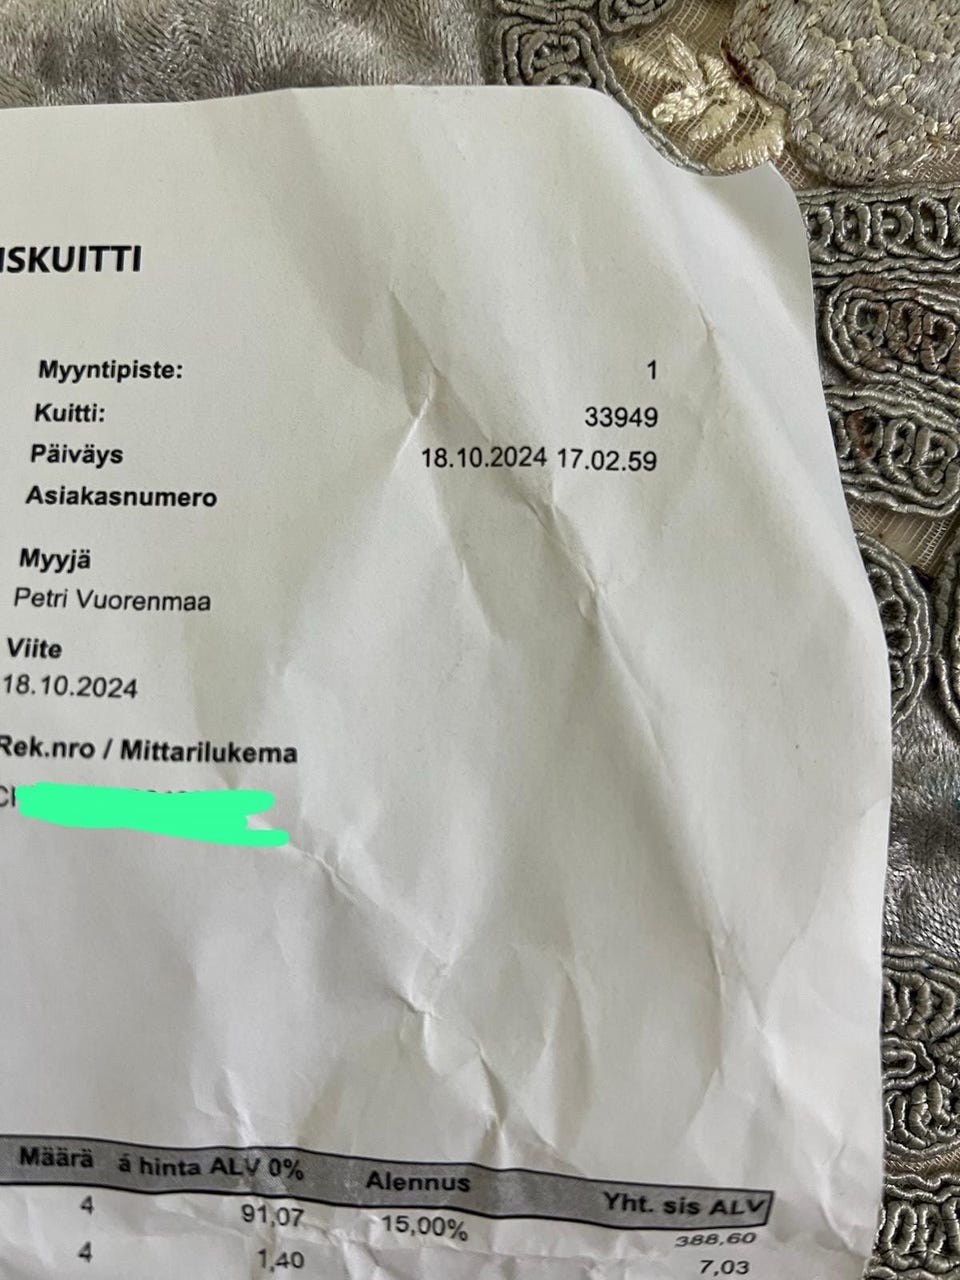 ISKUITTI
Myyntipiste: 1
Kuitti: 33949
Päiväys 18.10.2024 17.02.59
Asiakasnumero
Myyjä
Petri Vuorenmaa
Viite
18.10.2024
Rek.nro / Mittarilukema
Määrä á hinta ALV 0% Alennus Yht. sis ALV
4 91,07 15,00% 388,60
4 1,40 7,03